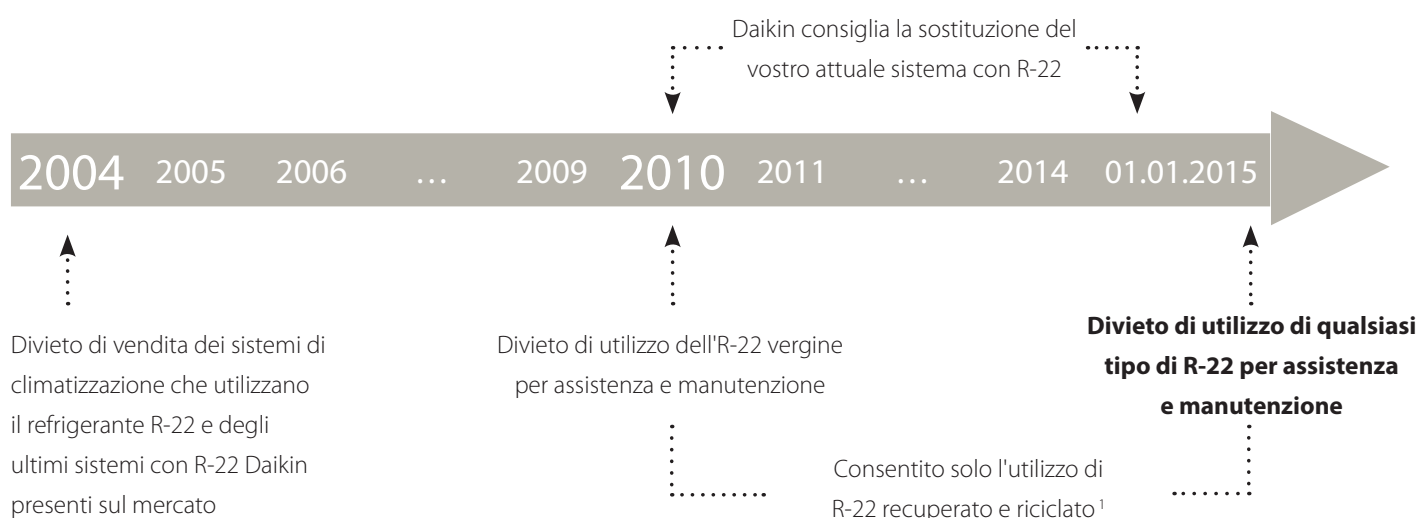 Daikin consiglia la sostituzione del
vostro attuale sistema con R-22
2004 2005 2006 … 2009 2010 2011 … 2014 01.01.2015
Divieto di vendita dei sistemi di
climatizzazione che utilizzano
il refrigerante R-22 e degli
ultimi sistemi con R-22 Daikin
presenti sul mercato
Divieto di utilizzo dell'R-22 vergine
per assistenza e manutenzione
Divieto di utilizzo di qualsiasi
tipo di R-22 per assistenza
e manutenzione
Consentito solo l'utilizzo di
R-22 recuperato e riciclato ¹